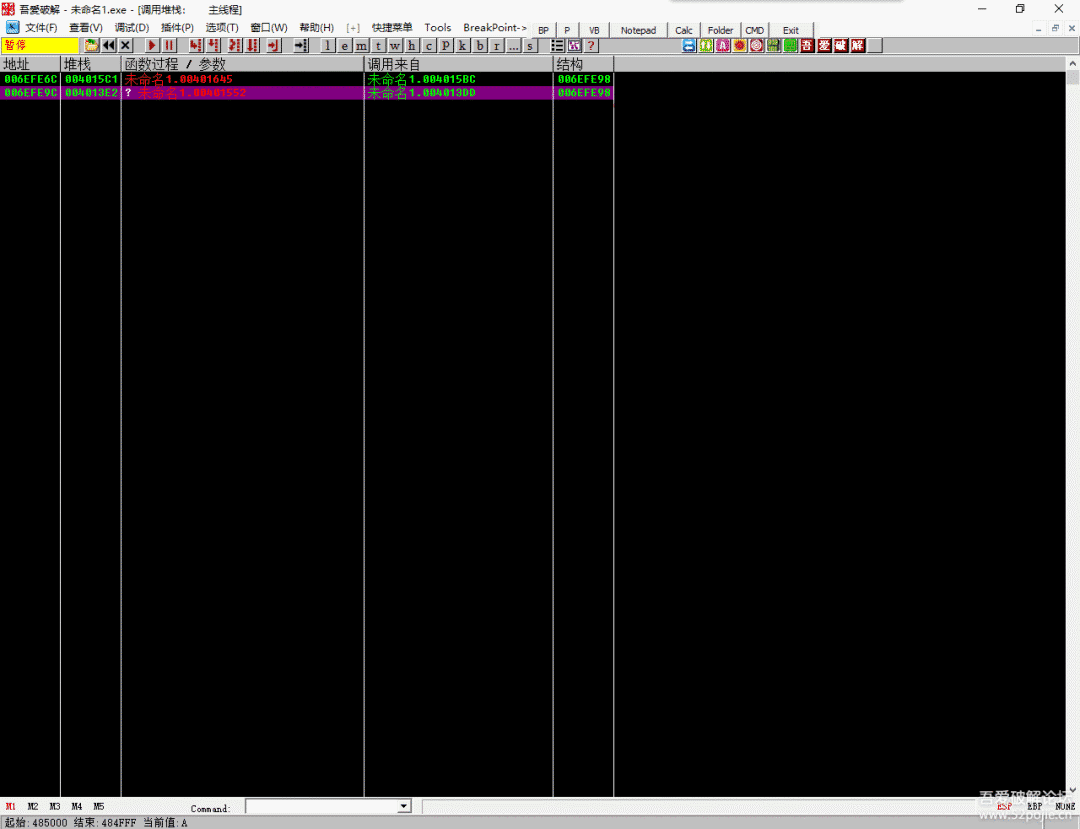 吾爱破解 - 未命名1.exe - [调用堆栈: 主线程]
文件(F) 查看(V) 调试(D) 插件(P) 选项(T) 窗口(W) 帮助(H) [+] 快捷菜单 Tools BreakPoint-> BP P VB Notepad Calc Folder CMD Exit
暂停 l e m t w h c P k b r ... s ? 吾 爱 破 解
地址 堆栈 函数过程 / 参数 调用来自 结构
006EFE6C 004015C1 未命名1.00401645 未命名1.004015BC 006EFE98
006EFE9C 004013E2 ? 未命名1.00401552 未命名1.004013DD 006EFE98
M1 M2 M3 M4 M5 Command: ESP EBP NONE
起始:485000 结束:484FFF 当前值:A
吾爱破解论坛
www.52pojie.cn